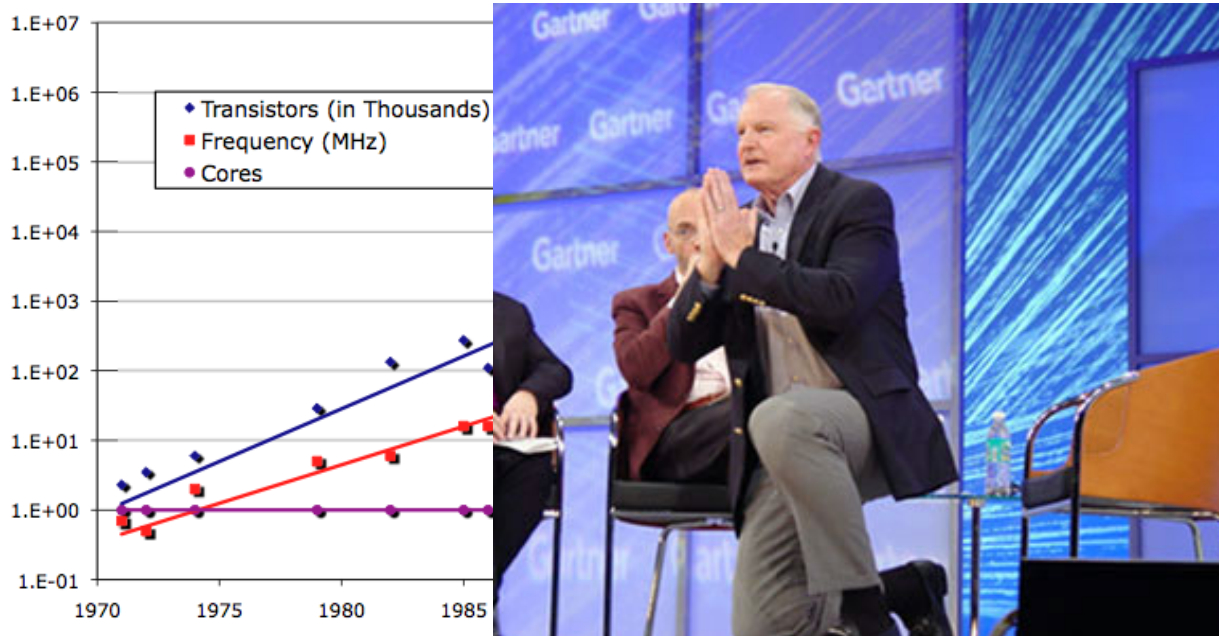 1.E+07
1.E+06
1.E+05
1.E+04
1.E+03
1.E+02
1.E+01
1.E+00
1.E-01
Transistors (in Thousands)
Frequency (MHz)
Cores
1970
1975
1980
1985
Gartner
Gartner
Gartner
Gartner
Gartner